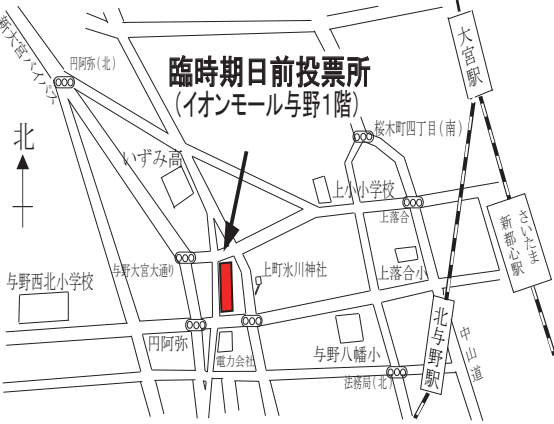 新大宮バイパス
円阿弥(北)
臨時期日前投票所
(イオンモール与野1階)
大宮駅
桜木町四丁目(南)
北
いずみ高
上小小学校
上落合
さいたま
新都心駅
与野大宮大通り
上町氷川神社
上落合小
与野西北小学校
北与野駅
円阿弥
電力会社
与野八幡小
中山道
法務局(北)